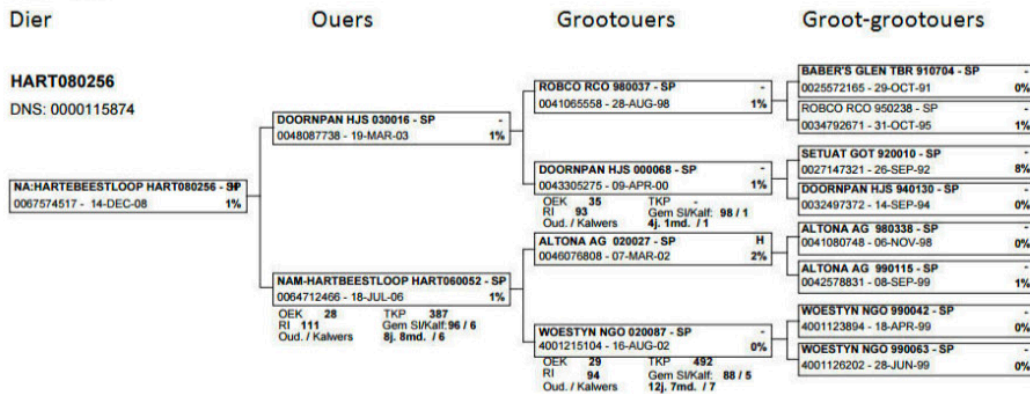 Dier
Ouers
Grootouers
Groot-grootouers
HART080256
DNS: 0000115874
NA:HARTEBEESTLOOP HART080256 - SP
0067574517 - 14-DEC-08 1%
DOORNPAN HJS 030016 - SP -
0048087738 - 19-MAR-03 1%
NAM-HARTBEESTLOOP HART060052 - SP
0064712466 - 18-JUL-06 1%
OEK 28 TKP 387
RI 111 Gem Sl/Kalf: 96 / 6
Oud. / Kalwers 8j. 8md. / 6
ROBCO RCO 980037 - SP -
0041065558 - 28-AUG-98 1%
DOORNPAN HJS 000068 - SP -
0043305275 - 09-APR-00 1%
OEK 35 TKP -
RI 93 Gem Sl/Kalf: 98 / 1
Oud. / Kalwers 4j. 1md. / 1
ALTONA AG 020027 - SP H
0046076808 - 07-MAR-02 2%
WOESTYN NGO 020087 - SP -
4001215104 - 16-AUG-02 0%
OEK 29 TKP 492
RI 94 Gem Sl/Kalf: 88 / 5
Oud. / Kalwers 12j. 7md. / 7
BABER'S GLEN TBR 910704 - SP -
0025572165 - 29-OCT-91 0%
ROBCO RCO 950238 - SP -
0034792671 - 31-OCT-95 1%
SETUAT GOT 920010 - SP -
0027147321 - 26-SEP-92 8%
DOORNPAN HJS 940130 - SP -
0032497372 - 14-SEP-94 0%
ALTONA AG 980338 - SP -
0041080748 - 06-NOV-98 0%
ALTONA AG 990115 - SP -
0042578831 - 08-SEP-99 1%
WOESTYN NGO 990042 - SP -
4001123894 - 18-APR-99 0%
WOESTYN NGO 990063 - SP -
4001126202 - 28-JUN-99 0%